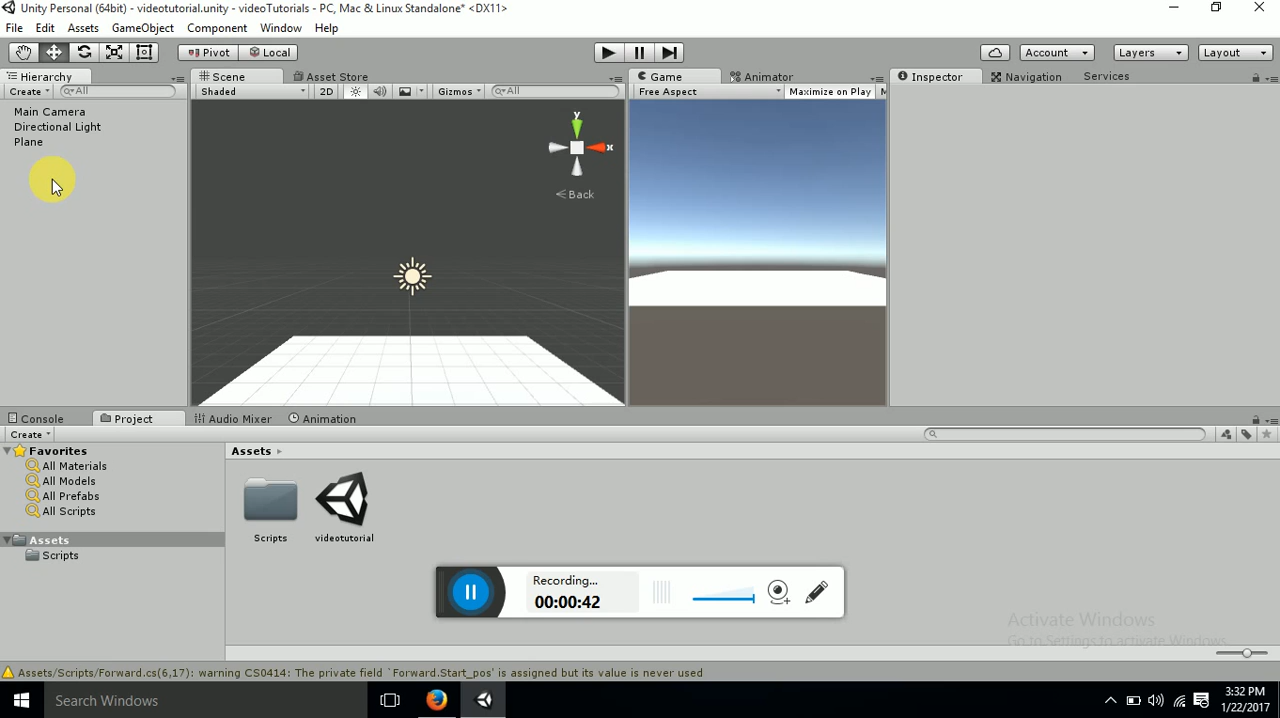 Unity Personal (64bit) - videotutorial.unity - videoTutorials - PC, Mac & Linux Standalone* <DX11>
File Edit Assets GameObject Component Window Help
Pivot Local Account Layers Layout
Hierarchy Scene Asset Store Game Animator Inspector Navigation Services
Create All Shaded 2D Gizmos All Free Aspect Maximize on Play M
Main Camera
Directional Light
Plane
y
x
Back
Console Project Audio Mixer Animation
Create
Favorites
All Materials
All Models
All Prefabs
All Scripts
Assets
Scripts
Assets
Scripts videotutorial
Recording...
00:00:42
Activate Windows
Go to Settings to activate Windows.
Assets/Scripts/Forward.cs(6,17): warning CS0414: The private field `Forward.Start_pos' is assigned but its value is never used
Search Windows
3:32 PM
1/22/2017